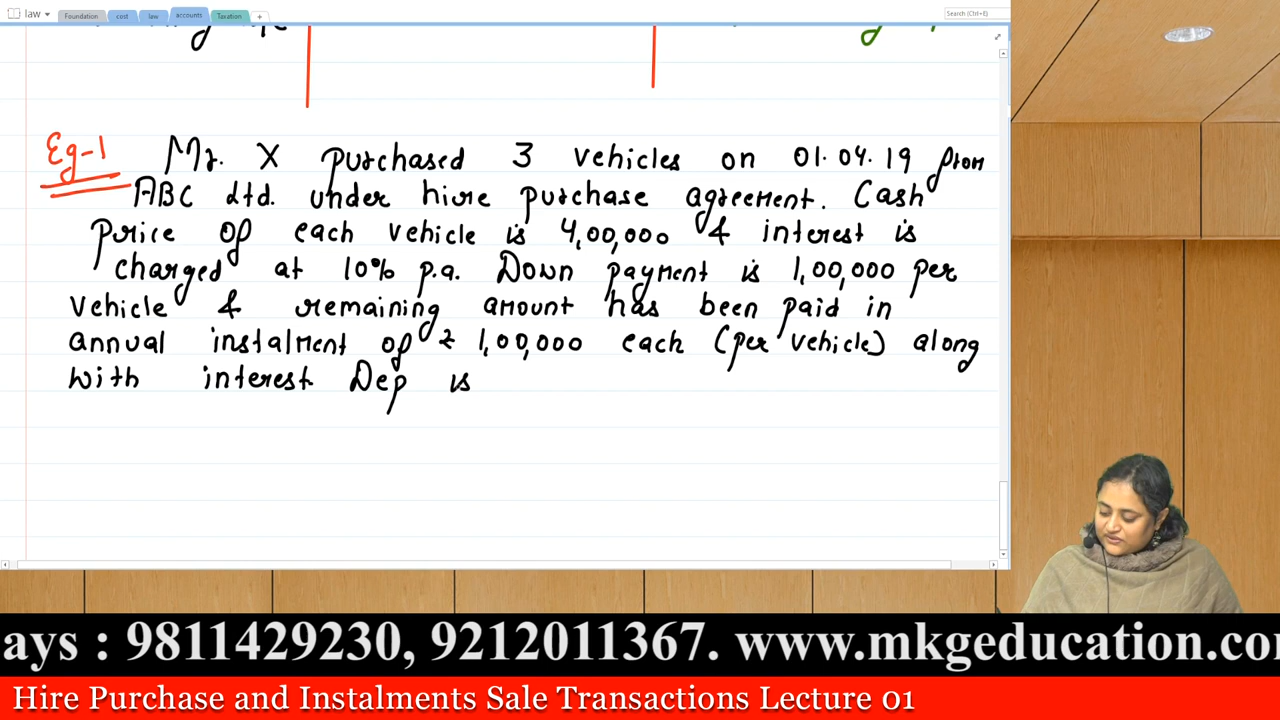 law
Foundation
cost
law
accounts
Taxation
Search (Ctrl+E)
Eg-1 Mr. X purchased 3 vehicles on 01.04.19 from
ABC Ltd. under hire purchase agreement. Cash
Price of each vehicle is 4,00,000 & interest is
charged at 10% p.a. Down payment is 1,00,000 per
vehicle & remaining amount has been paid in
annual instalment of ₹ 1,00,000 each (per vehicle) along
with interest Dep is
ays : 9811429230, 9212011367. www.mkgeducation.co
Hire Purchase and Instalments Sale Transactions Lecture 01